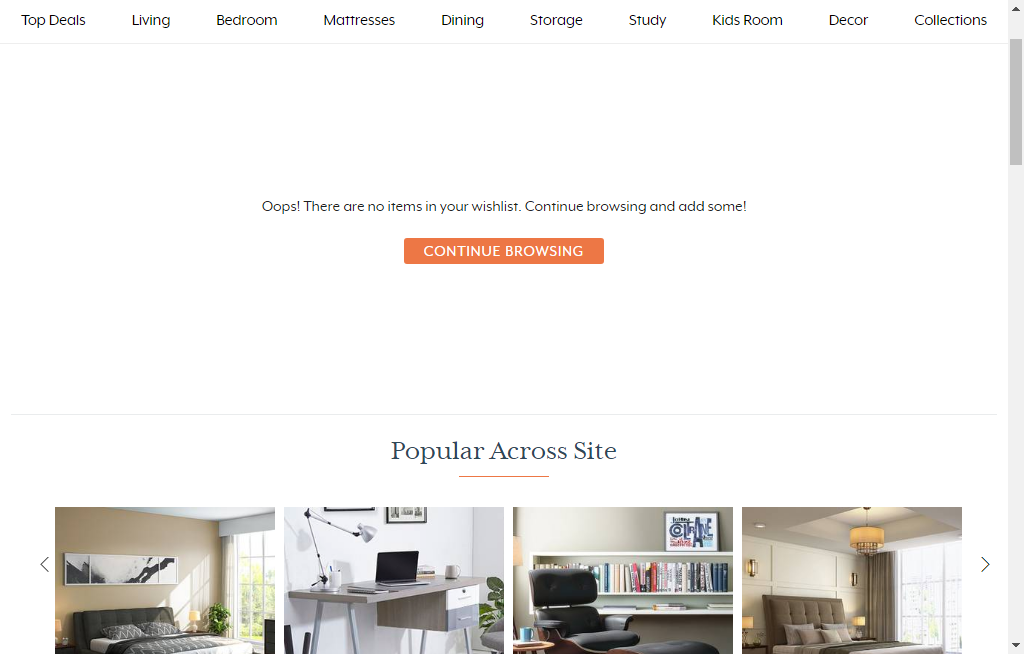 Top Deals Living Bedroom Mattresses Dining Storage Study Kids Room Decor Collections
Oops! There are no items in your wishlist. Continue browsing and add some!
CONTINUE BROWSING
Popular Across Site
COLTRANE